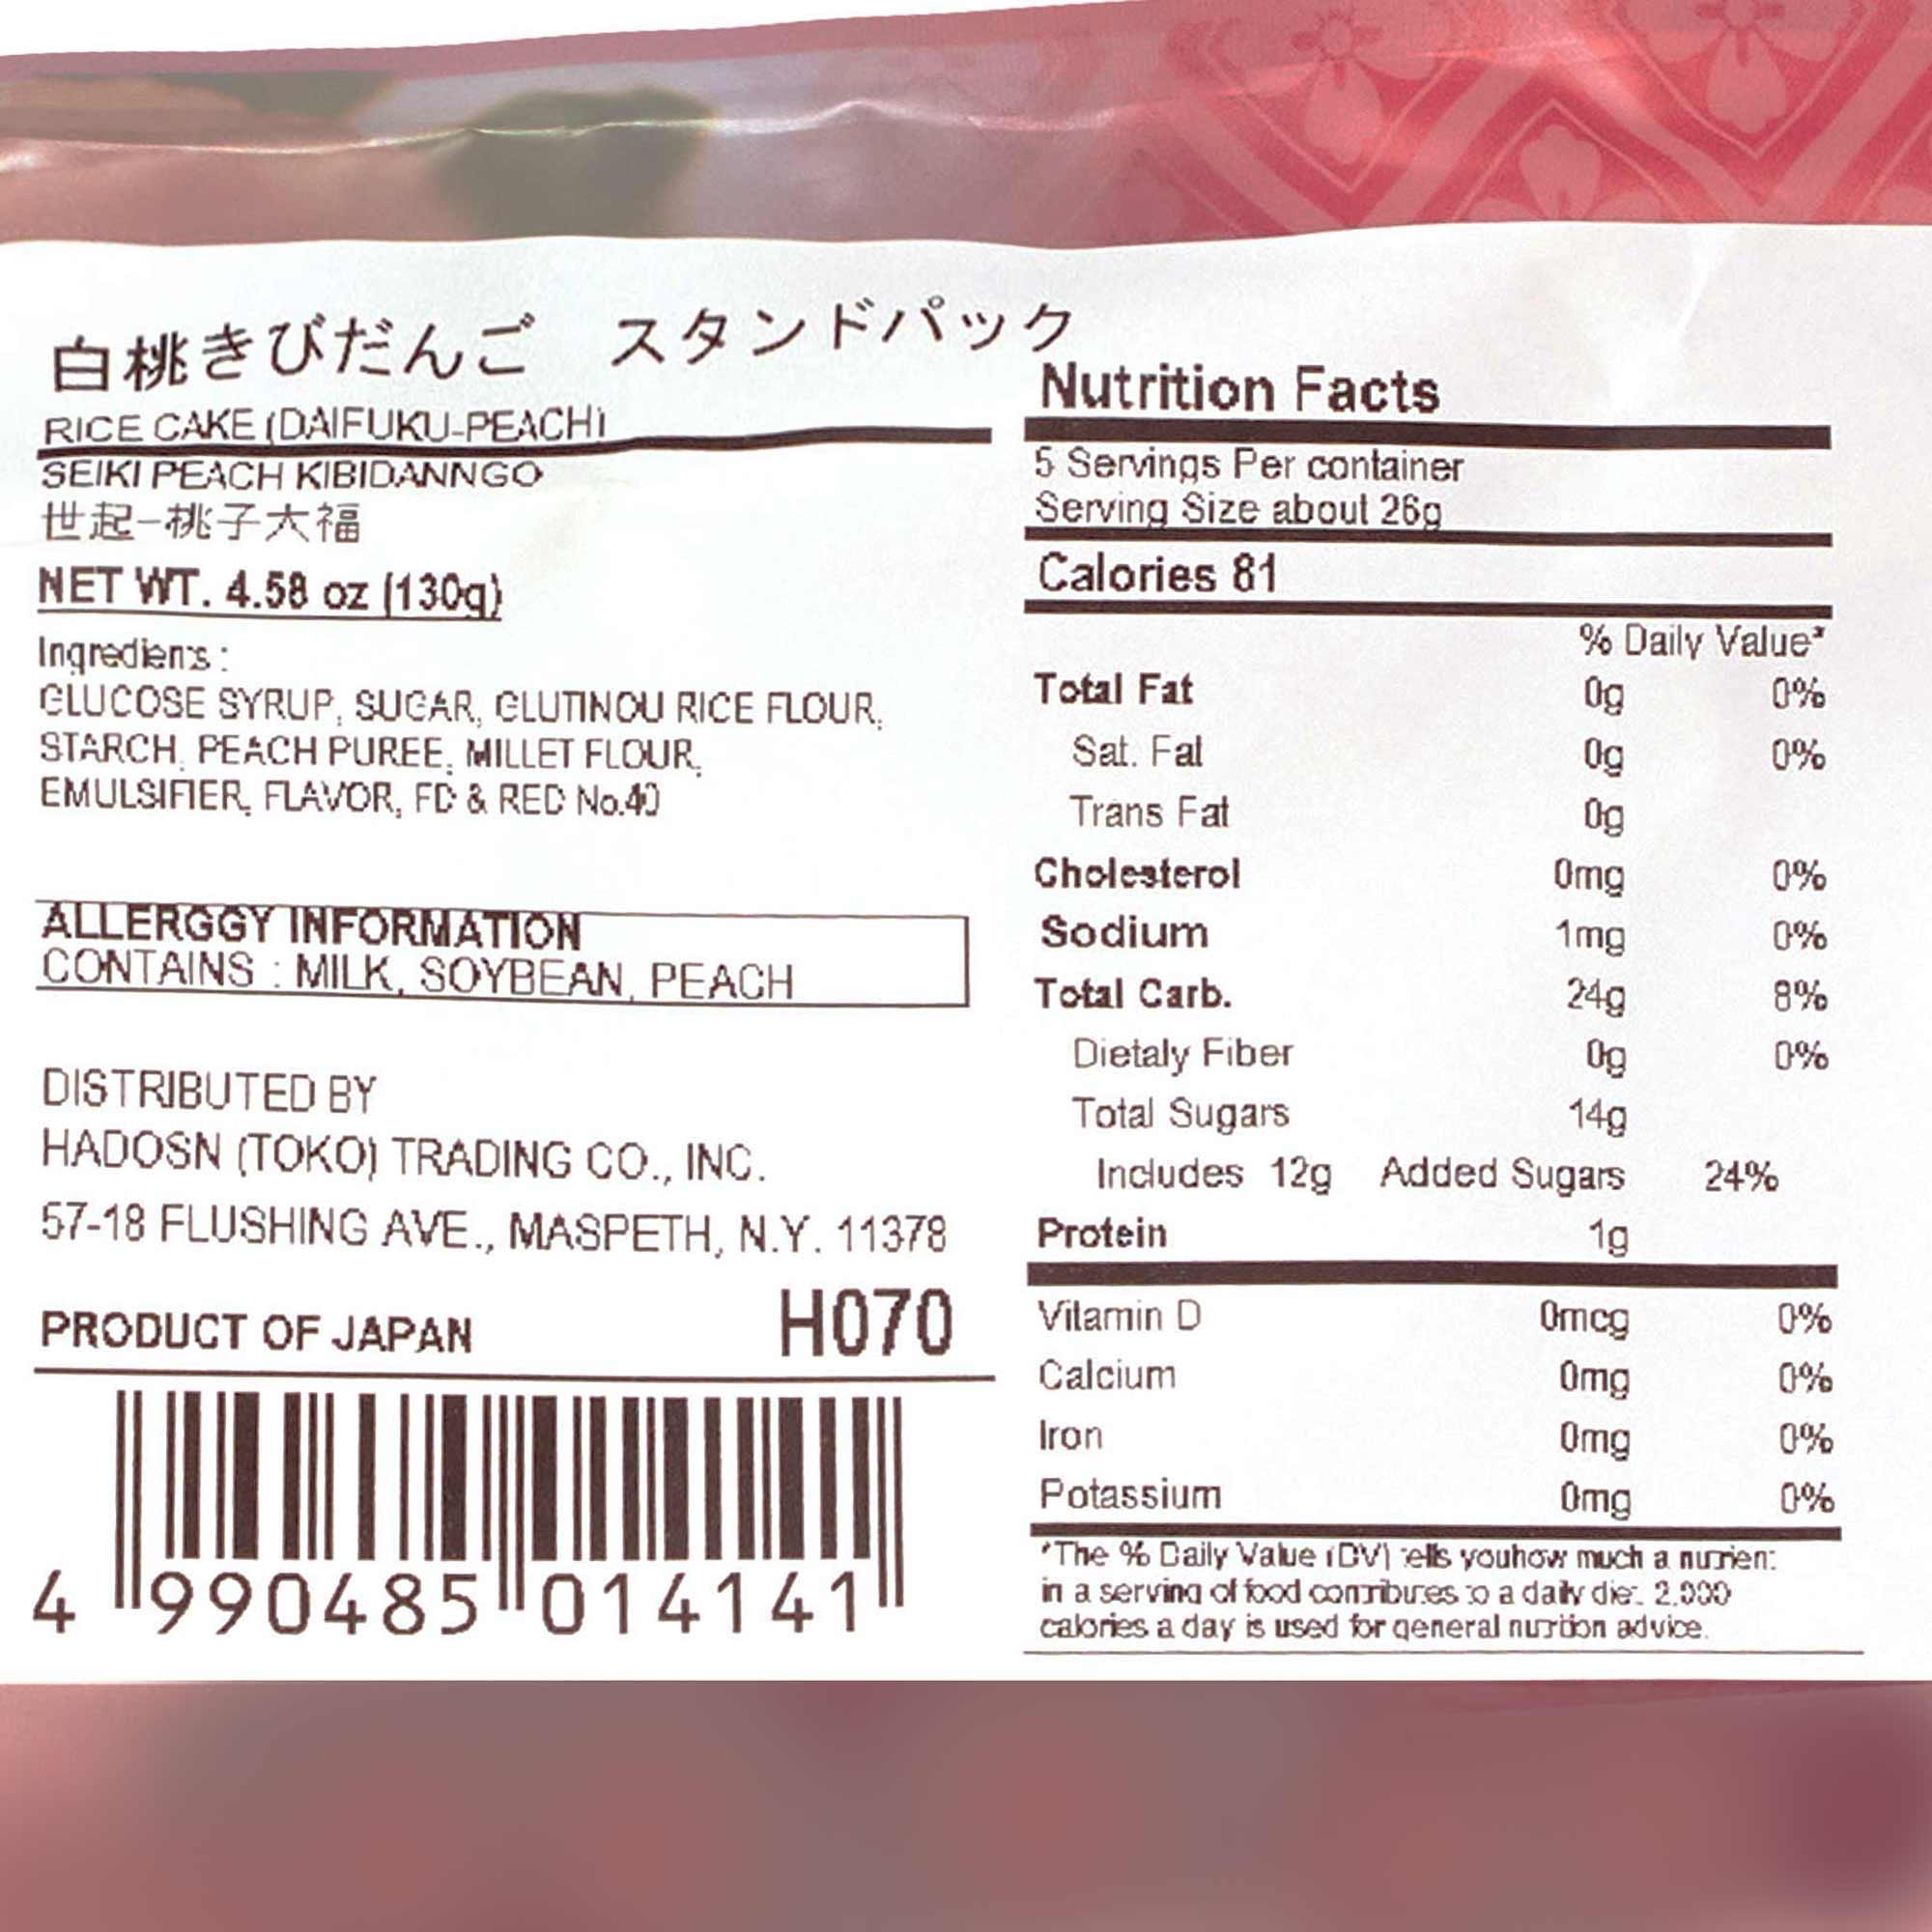 白桃きびだんご　スタンドパック
RICE CAKE (DAIFUKU-PEACH)
SEIKI PEACH KIBIDANNGO
世起-桃子大福
NET WT. 4.58 oz (130g)
Ingredients :
GLUCOSE SYRUP, SUGAR, GLUTINOU RICE FLOUR,
STARCH, PEACH PUREE, MILLET FLOUR,
EMULSIFIER, FLAVOR, FD & RED No.40
ALLERGGY INFORMATION
CONTAINS : MILK, SOYBEAN, PEACH
DISTRIBUTED BY
HADOSN (TOKO) TRADING CO., INC.
57-18 FLUSHING AVE., MASPETH, N.Y. 11378
PRODUCT OF JAPAN H070
4 990485 014141
Nutrition Facts
5 Servings Per container
Serving Size about 26g
Calories 81
% Daily Value*
Total Fat 0g 0%
Sat. Fat 0g 0%
Trans Fat 0g
Cholesterol 0mg 0%
Sodium 1mg 0%
Total Carb. 24g 8%
Dietaly Fiber 0g 0%
Total Sugars 14g
Includes 12g Added Sugars 24%
Protein 1g
Vitamin D 0mcg 0%
Calcium 0mg 0%
Iron 0mg 0%
Potassium 0mg 0%
*The % Daily Value (DV) tells youhow much a nutrient
in a serving of food contributes to a daily diet. 2,000
calories a day is used for general nutrition advice.